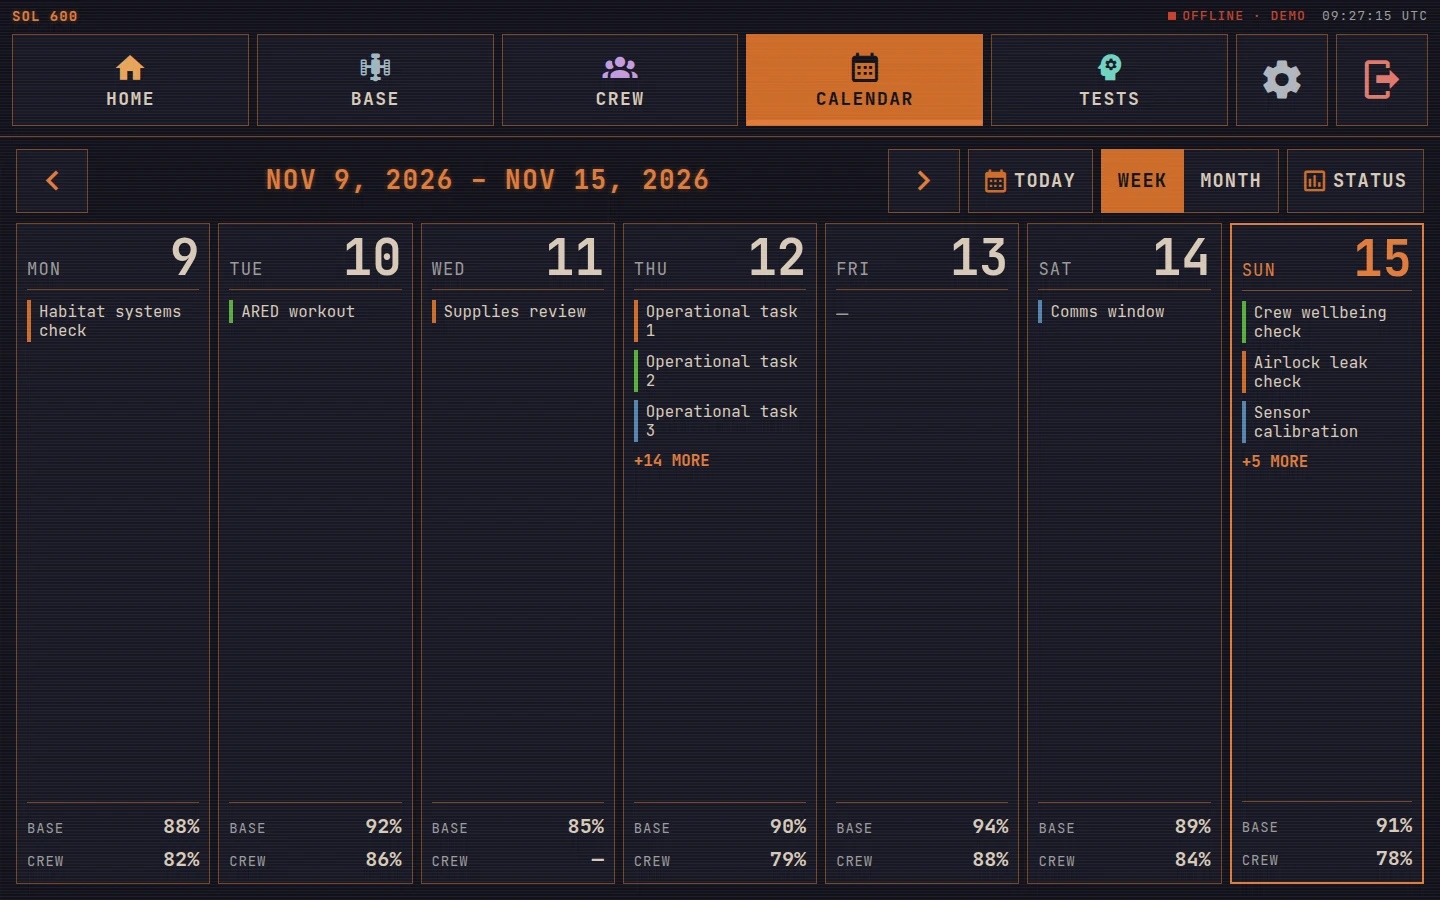 SOL 600
OFFLINE · DEMO 09:27:15 UTC
HOME
BASE
CREW
CALENDAR
TESTS
NOV 9, 2026 – NOV 15, 2026
TODAY
WEEK
MONTH
STATUS
MON 9
Habitat systems
check
BASE 88%
CREW 82%
TUE 10
ARED workout
BASE 92%
CREW 86%
WED 11
Supplies review
BASE 85%
CREW —
THU 12
Operational task
1
Operational task
2
Operational task
3
+14 MORE
BASE 90%
CREW 79%
FRI 13
—
BASE 94%
CREW 88%
SAT 14
Comms window
BASE 89%
CREW 84%
SUN 15
Crew wellbeing
check
Airlock leak
check
Sensor
calibration
+5 MORE
BASE 91%
CREW 78%